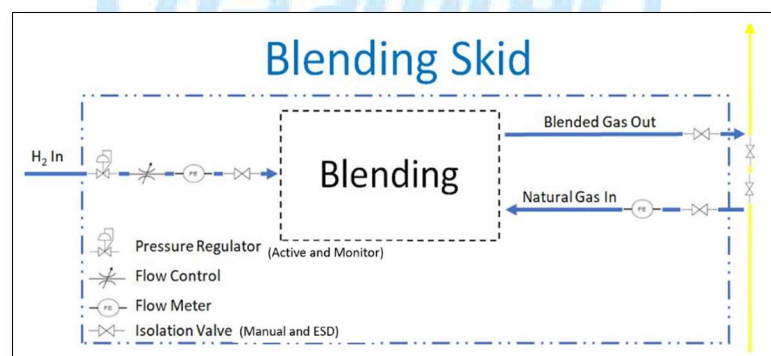 Blending Skid
Blended Gas Out
H₂ In
FE
Blending
Natural Gas In
FE
Pressure Regulator (Active and Monitor)
Flow Control
FE Flow Meter
Isolation Valve (Manual and ESD)